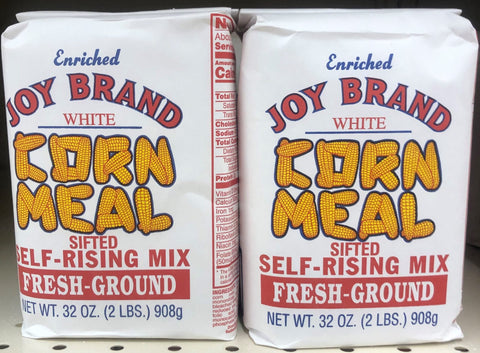 Enriched
JOY BRAND
WHITE
CORN
MEAL
SIFTED
SELF-RISING MIX
FRESH-GROUND
NET WT. 32 OZ. (2 LBS.) 908g
Enriched
JOY BRAND
WHITE
CORN
MEAL
SIFTED
SELF-RISING MIX
FRESH-GROUND
NET WT. 32 OZ. (2 LBS.) 908g